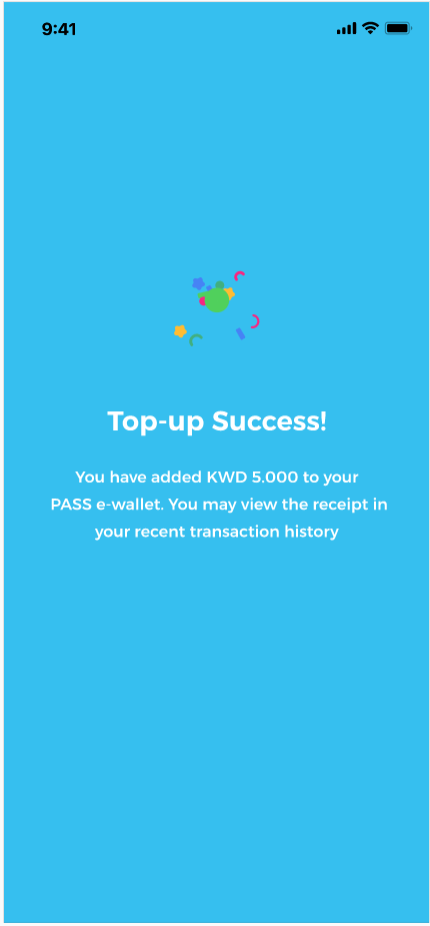 9:41
Top-up Success!
You have added KWD 5.000 to your
PASS e-wallet. You may view the receipt in
your recent transaction history